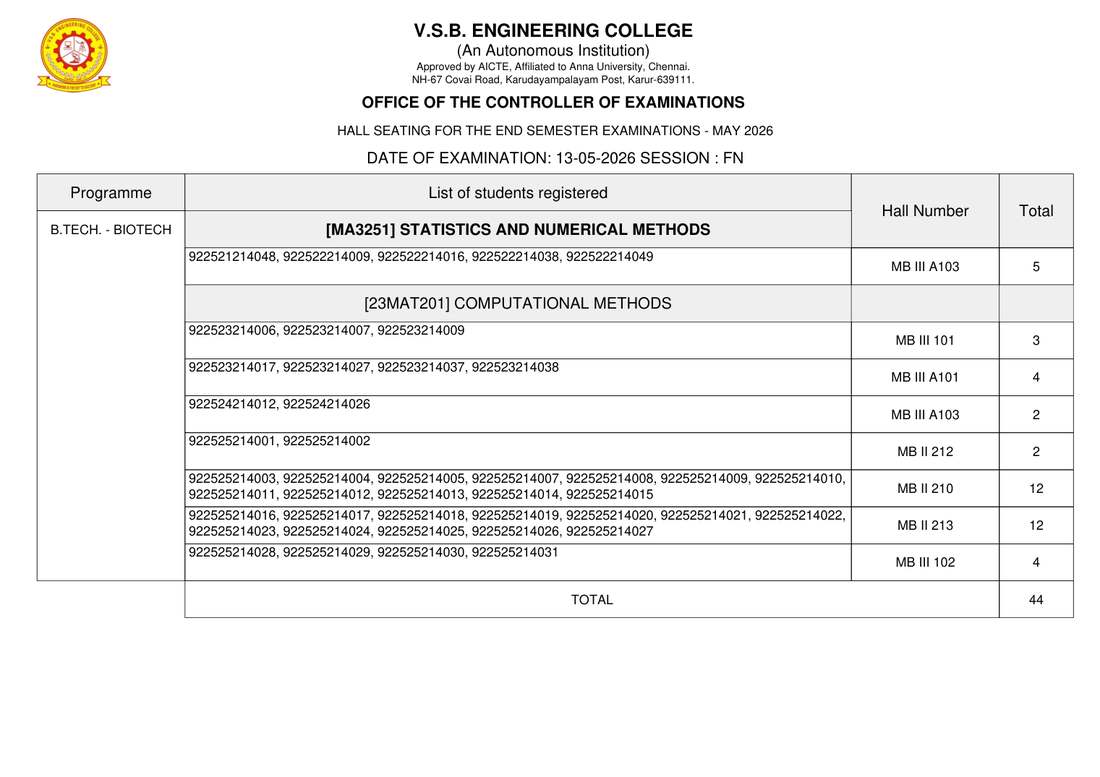 V.S.B. ENGINEERING COLLEGE
(An Autonomous Institution)
Approved by AICTE, Affiliated to Anna University, Chennai.
NH-67 Covai Road, Karudayampalayam Post, Karur-639111.
OFFICE OF THE CONTROLLER OF EXAMINATIONS
HALL SEATING FOR THE END SEMESTER EXAMINATIONS - MAY 2026
DATE OF EXAMINATION: 13-05-2026 SESSION : FN
Programme List of students registered Hall Number Total
B.TECH. - BIOTECH [MA3251] STATISTICS AND NUMERICAL METHODS
922521214048, 922522214009, 922522214016, 922522214038, 922522214049 MB III A103 5
[23MAT201] COMPUTATIONAL METHODS
922523214006, 922523214007, 922523214009 MB III 101 3
922523214017, 922523214027, 922523214037, 922523214038 MB III A101 4
922524214012, 922524214026 MB III A103 2
922525214001, 922525214002 MB II 212 2
922525214003, 922525214004, 922525214005, 922525214007, 922525214008, 922525214009, 922525214010,
922525214011, 922525214012, 922525214013, 922525214014, 922525214015 MB II 210 12
922525214016, 922525214017, 922525214018, 922525214019, 922525214020, 922525214021, 922525214022,
922525214023, 922525214024, 922525214025, 922525214026, 922525214027 MB II 213 12
922525214028, 922525214029, 922525214030, 922525214031 MB III 102 4
TOTAL 44